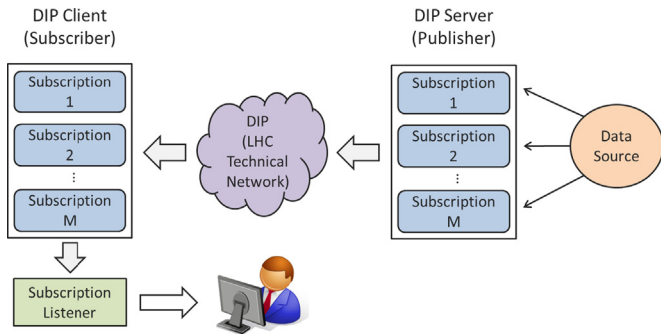 DIP Client
(Subscriber)
Subscription
1
Subscription
2
...
Subscription
M
Subscription
Listener
DIP
(LHC
Technical
Network)
DIP Server
(Publisher)
Subscription
1
Subscription
2
...
Subscription
M
Data
Source